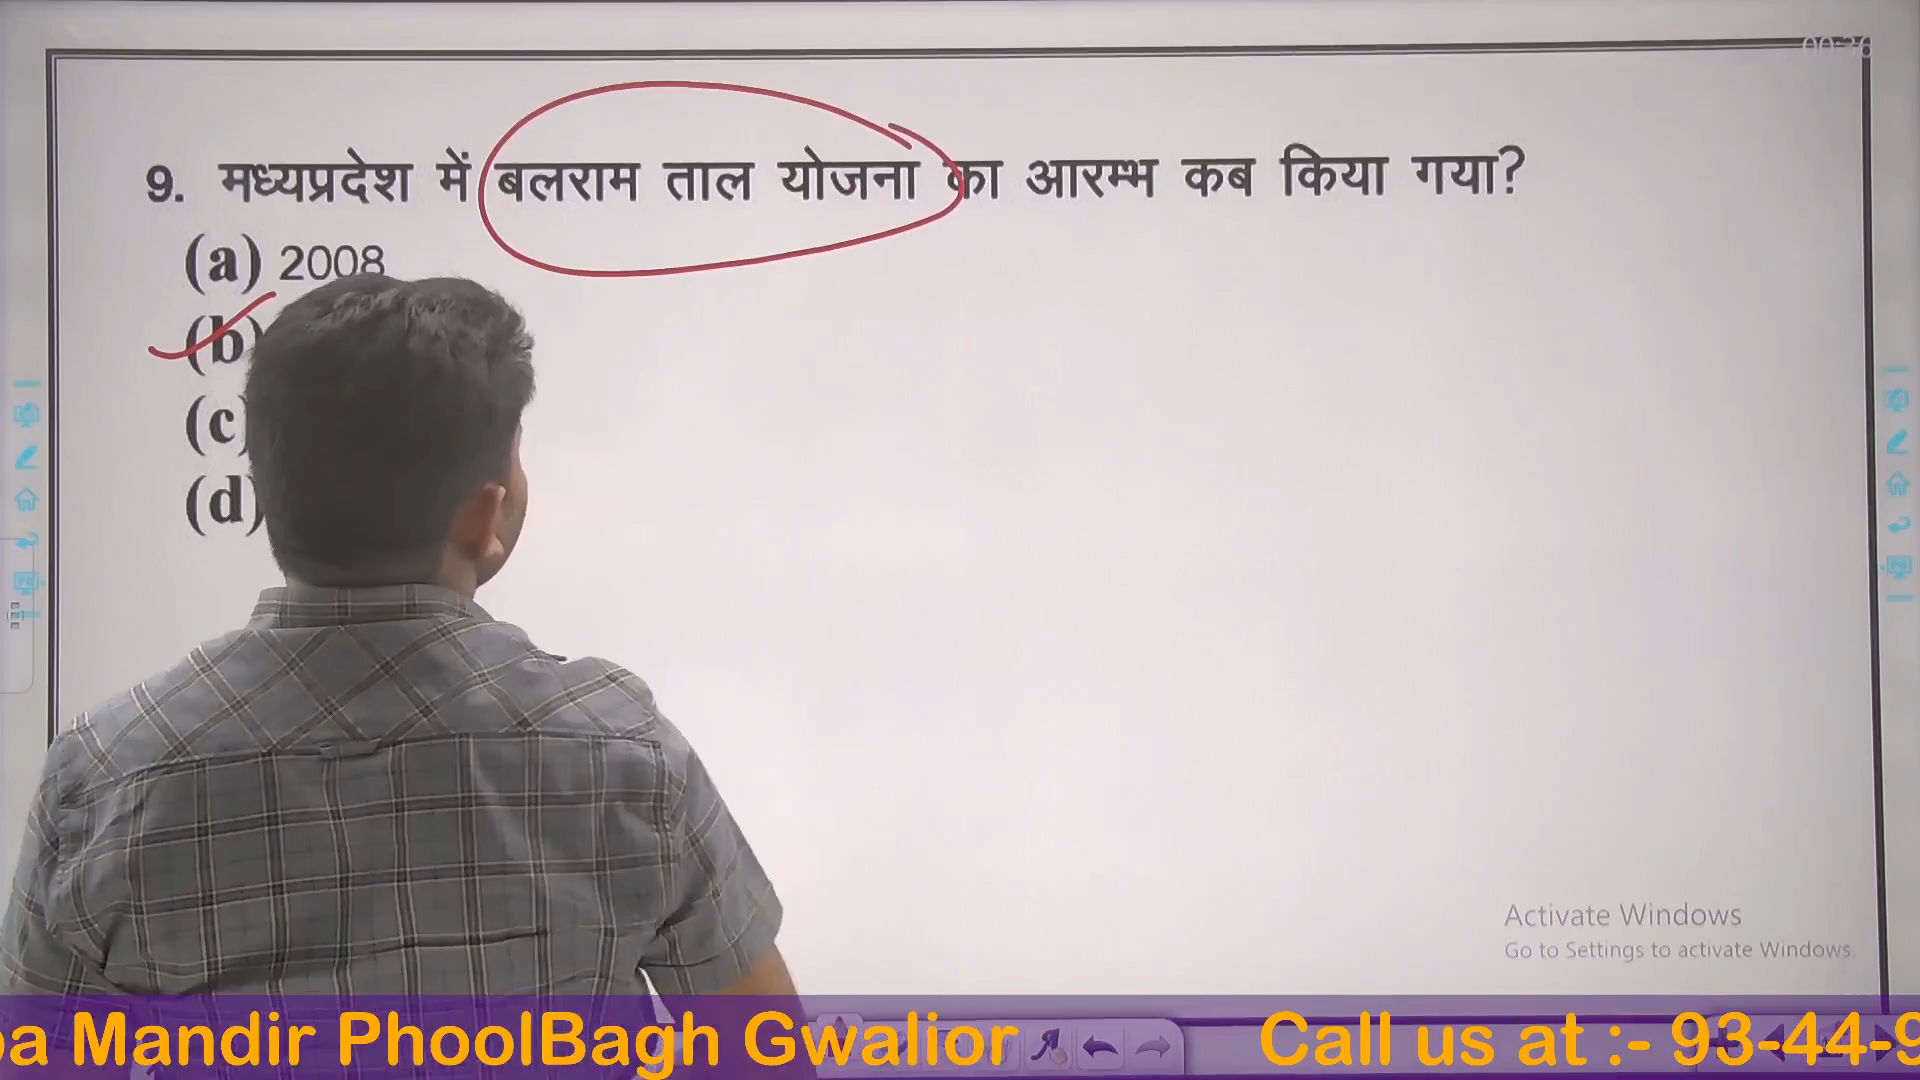 9. मध्यप्रदेश में बलराम ताल योजना का आरम्भ कब किया गया?
(a) 2008
(b)
(c)
(d)
Activate Windows
Go to Settings to activate Windows.
Mandir PhoolBagh Gwalior Call us at :- 93-44-9